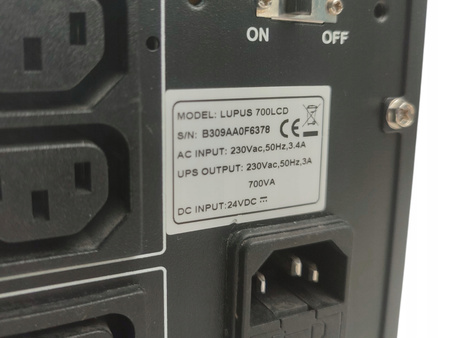 ON OFF
MODEL: LUPUS 700LCD
S/N: B309AA0F6378 CE
AC INPUT: 230Vac,50Hz,3.4A
UPS OUTPUT: 230Vac,50Hz,3A
700VA
DC INPUT:24VDC ⎓